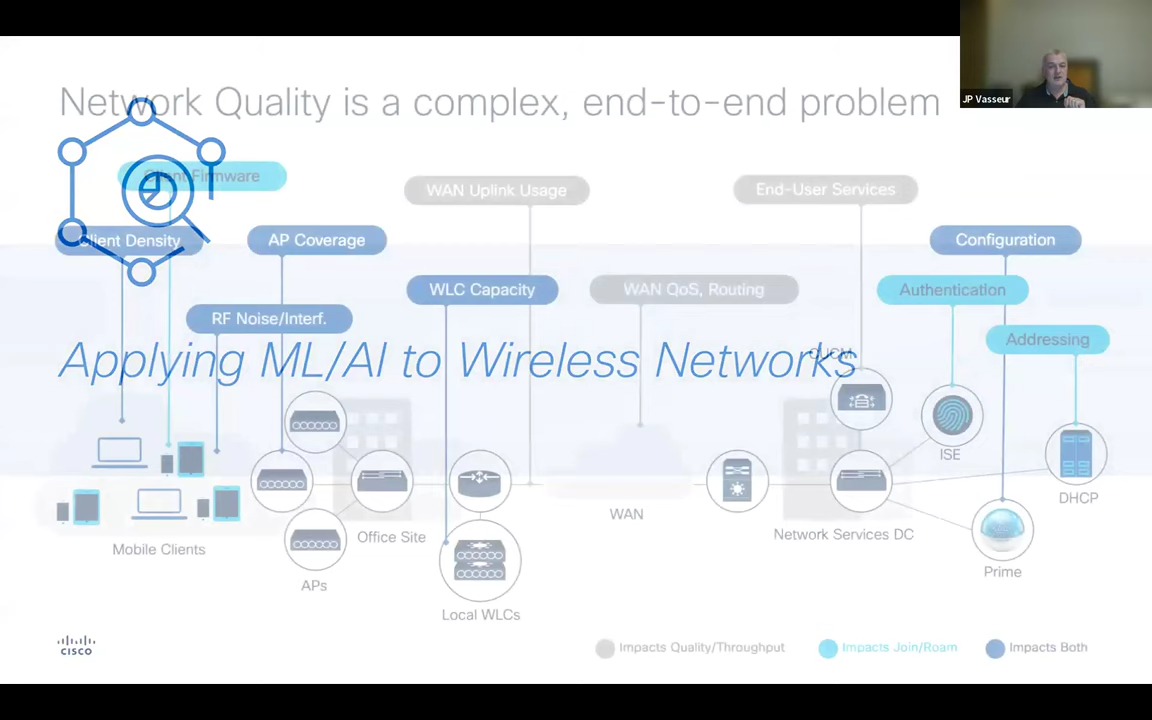 JP Vasseur
Network Quality is a complex, end-to-end problem
Client Firmware
WAN Uplink Usage
End-User Services
Client Density
AP Coverage
Configuration
WLC Capacity
WAN QoS, Routing
Authentication
RF Noise/Interf.
Addressing
Applying ML/AI to Wireless Networks
CUCM
ISE
DHCP
WAN
Office Site
Network Services DC
Mobile Clients
Prime
APs
Local WLCs
CISCO
Impacts Quality/Throughput
Impacts Join/Roam
Impacts Both